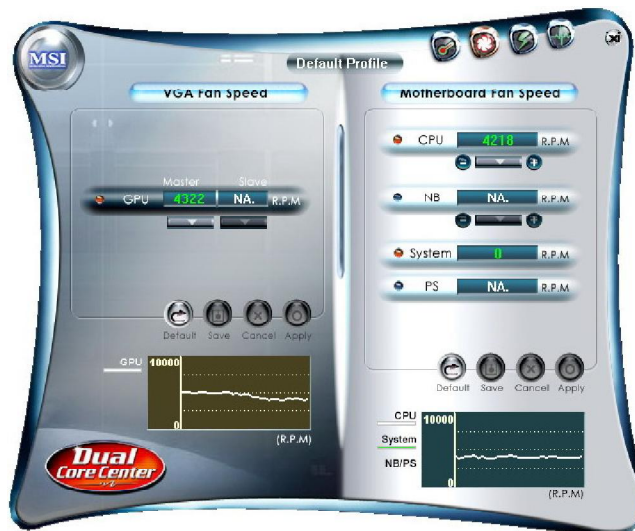 MSI
Default Profile
VGA Fan Speed
Master Slave
GPU 4322 NA. R.P.M
Default Save Cancel Apply
GPU 10000
0
(R.P.M)
Dual
Core Center
Motherboard Fan Speed
CPU 4218 R.P.M
NB NA. R.P.M
System 0 R.P.M
PS NA. R.P.M
Default Save Cancel Apply
CPU 10000
System
NB/PS
0
(R.P.M)